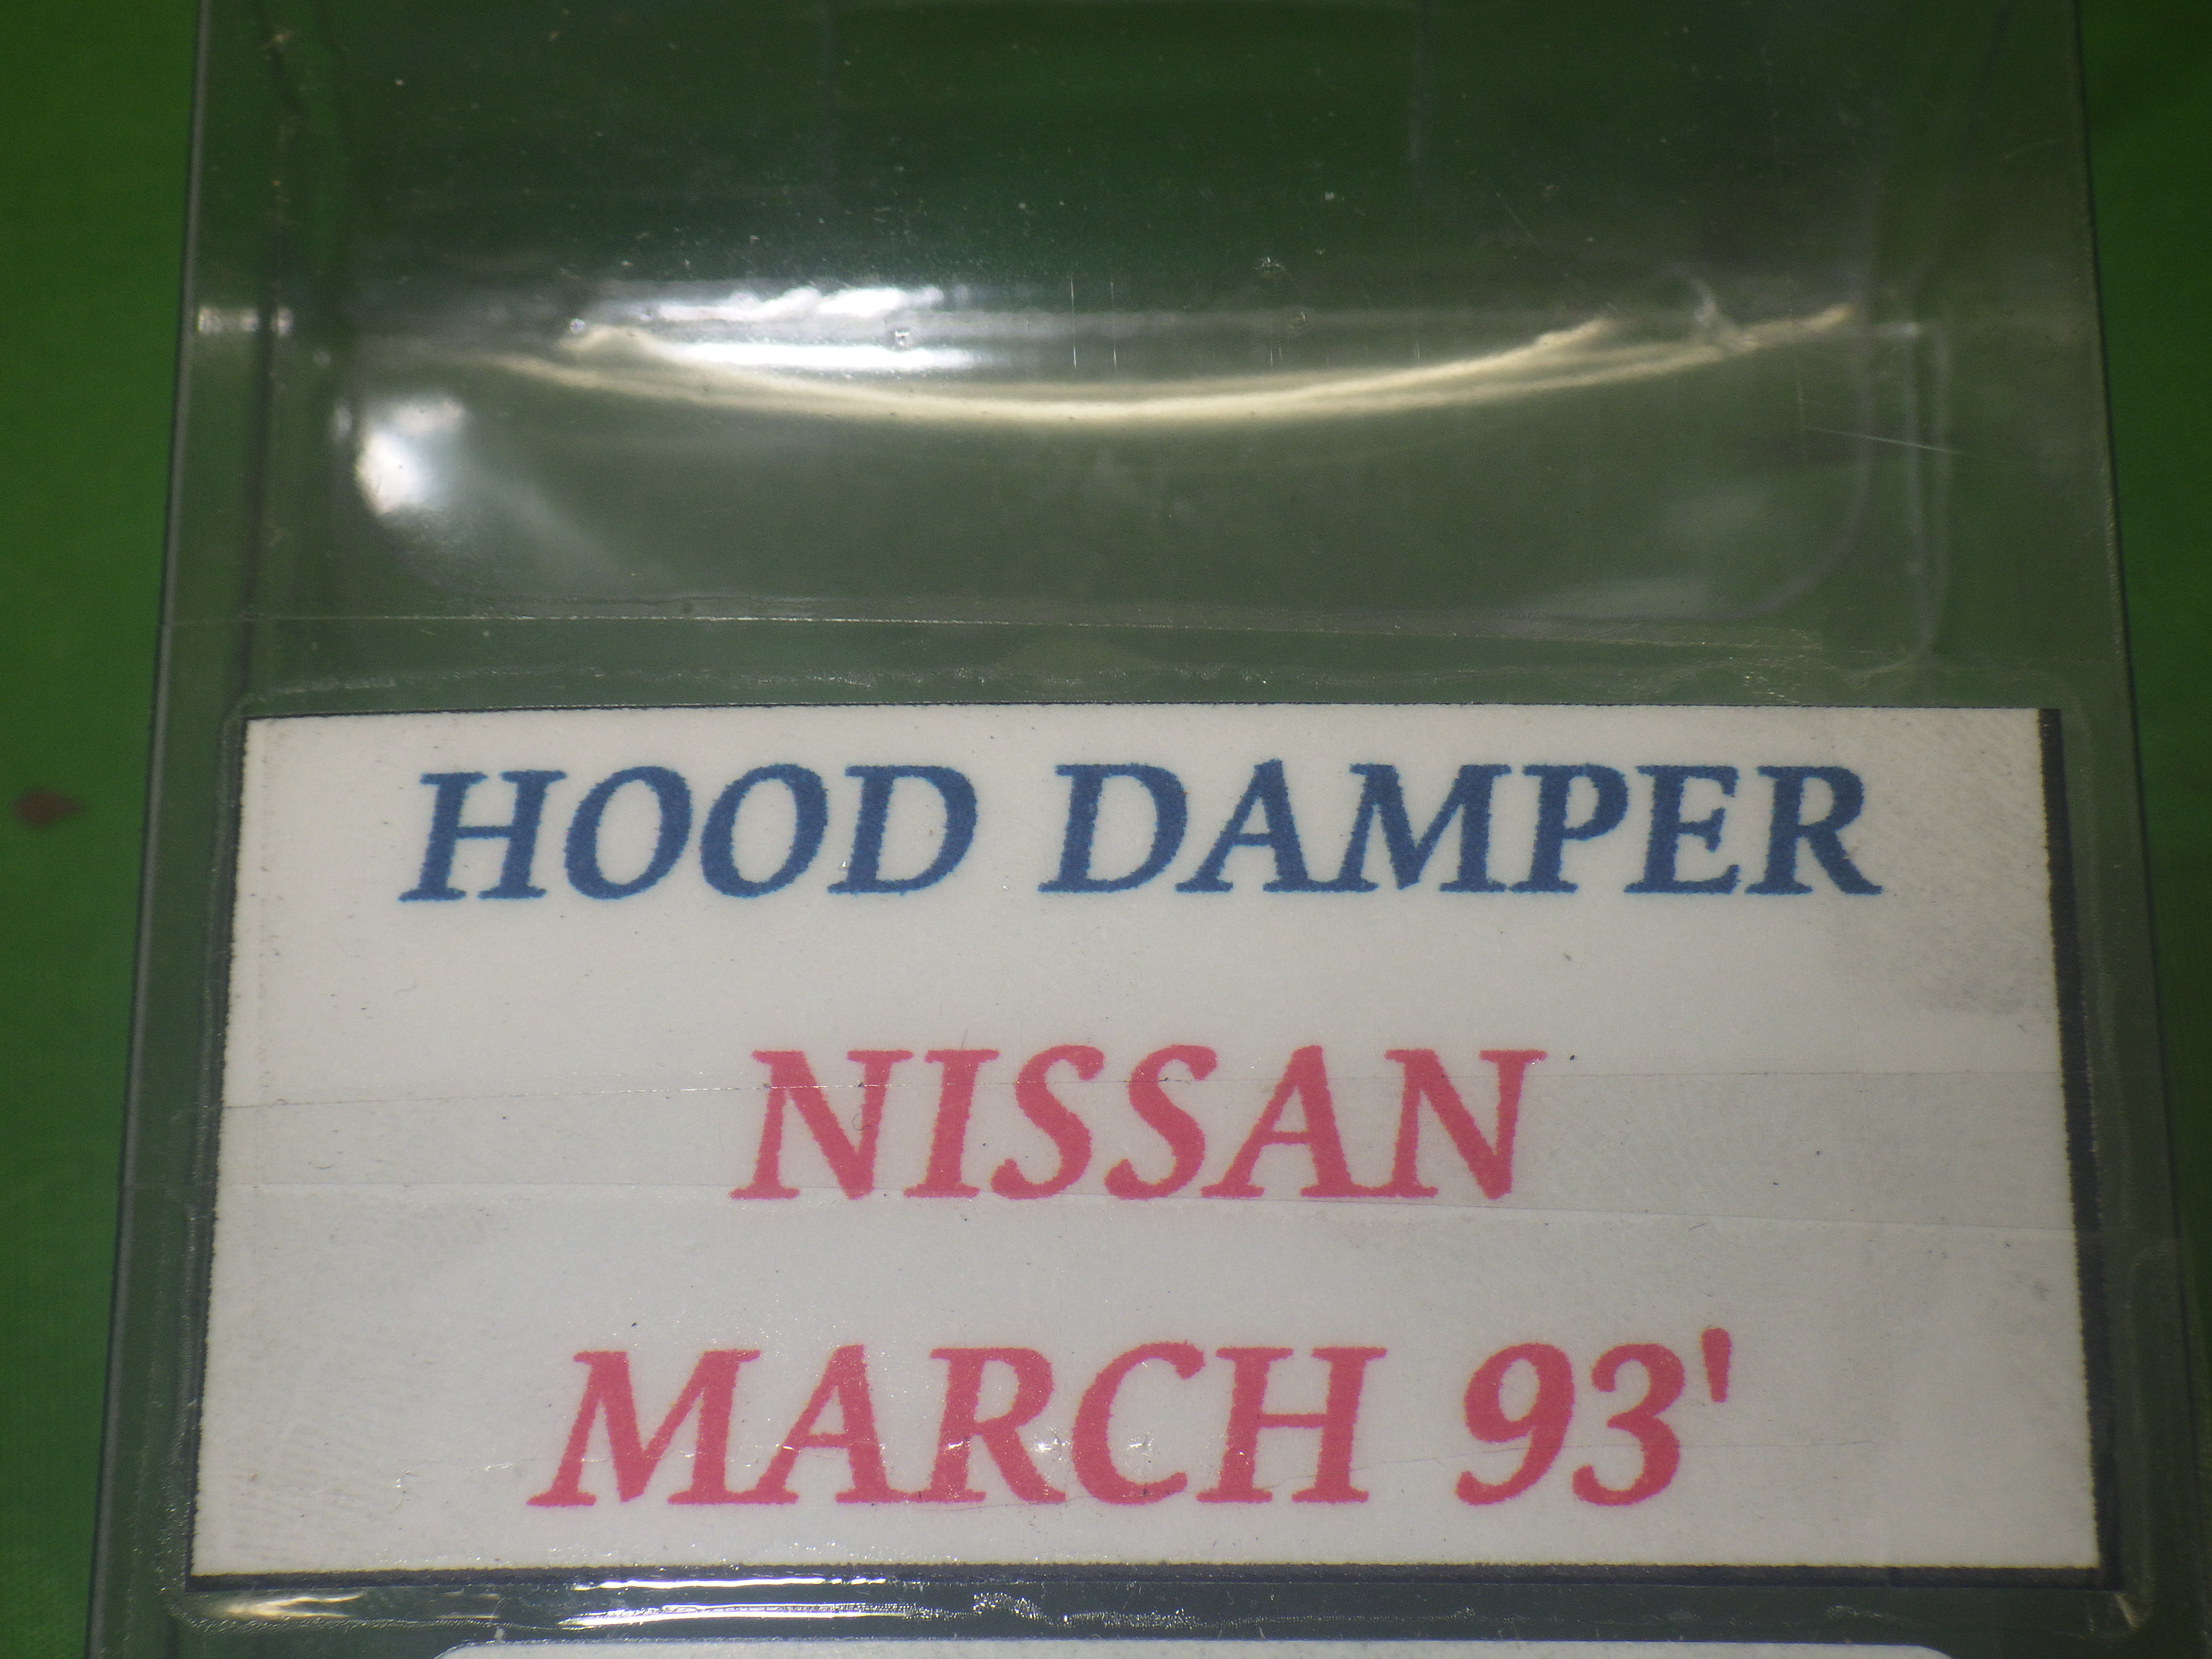 HOOD DAMPER
NISSAN
MARCH 93'